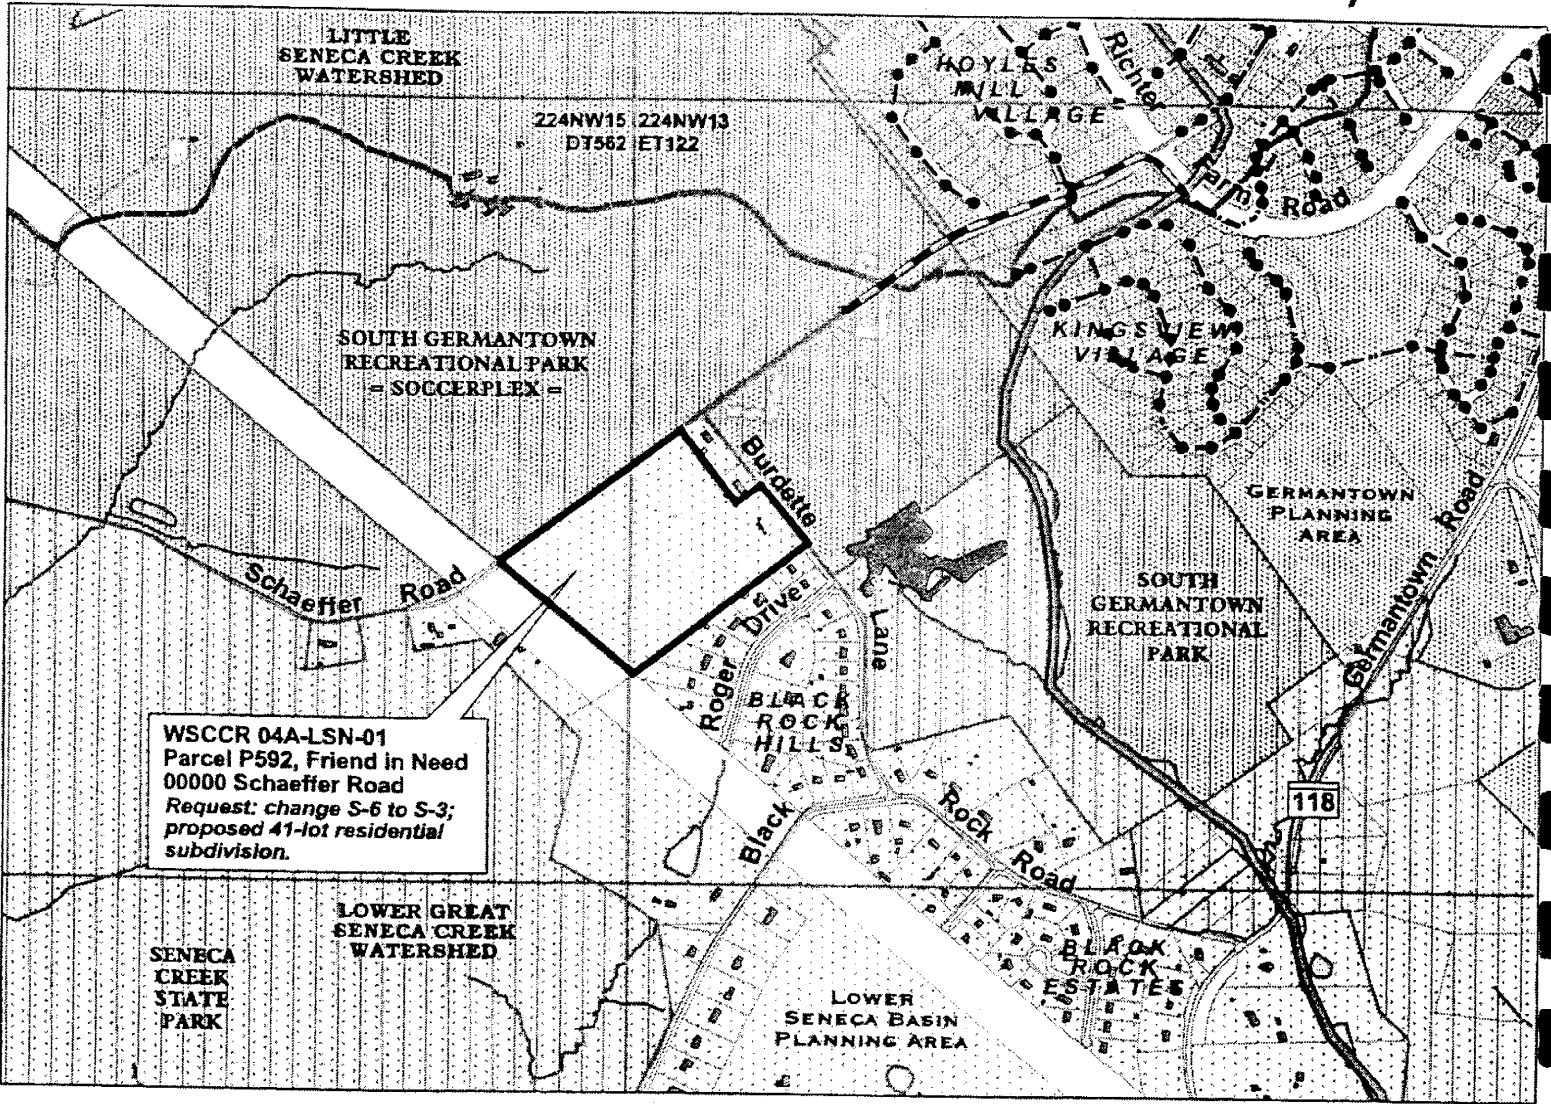 LITTLE
SENECA CREEK
WATERSHED
224NW15 224NW13
DT562 ET122
HOYLES
MILL
VILLAGE
Richter
Farm Road
SOUTH GERMANTOWN
RECREATIONAL PARK
= SOCCERPLEX =
KINGSVIEW
VILLAGE
Burdette
Lane
GERMANTOWN
PLANNING
AREA
Germantown Road
SOUTH
GERMANTOWN
RECREATIONAL
PARK
Schaeffer Road
Roger Drive
BLACK
ROCK
HILLS
WSCCR 04A-LSN-01
Parcel P592, Friend in Need
00000 Schaeffer Road
Request: change S-6 to S-3;
proposed 41-lot residential
subdivision.
118
Black Rock Road
LOWER GREAT
SENECA CREEK
WATERSHED
SENECA
CREEK
STATE
PARK
BLACK
ROCK
ESTATES
LOWER
SENECA BASIN
PLANNING AREA